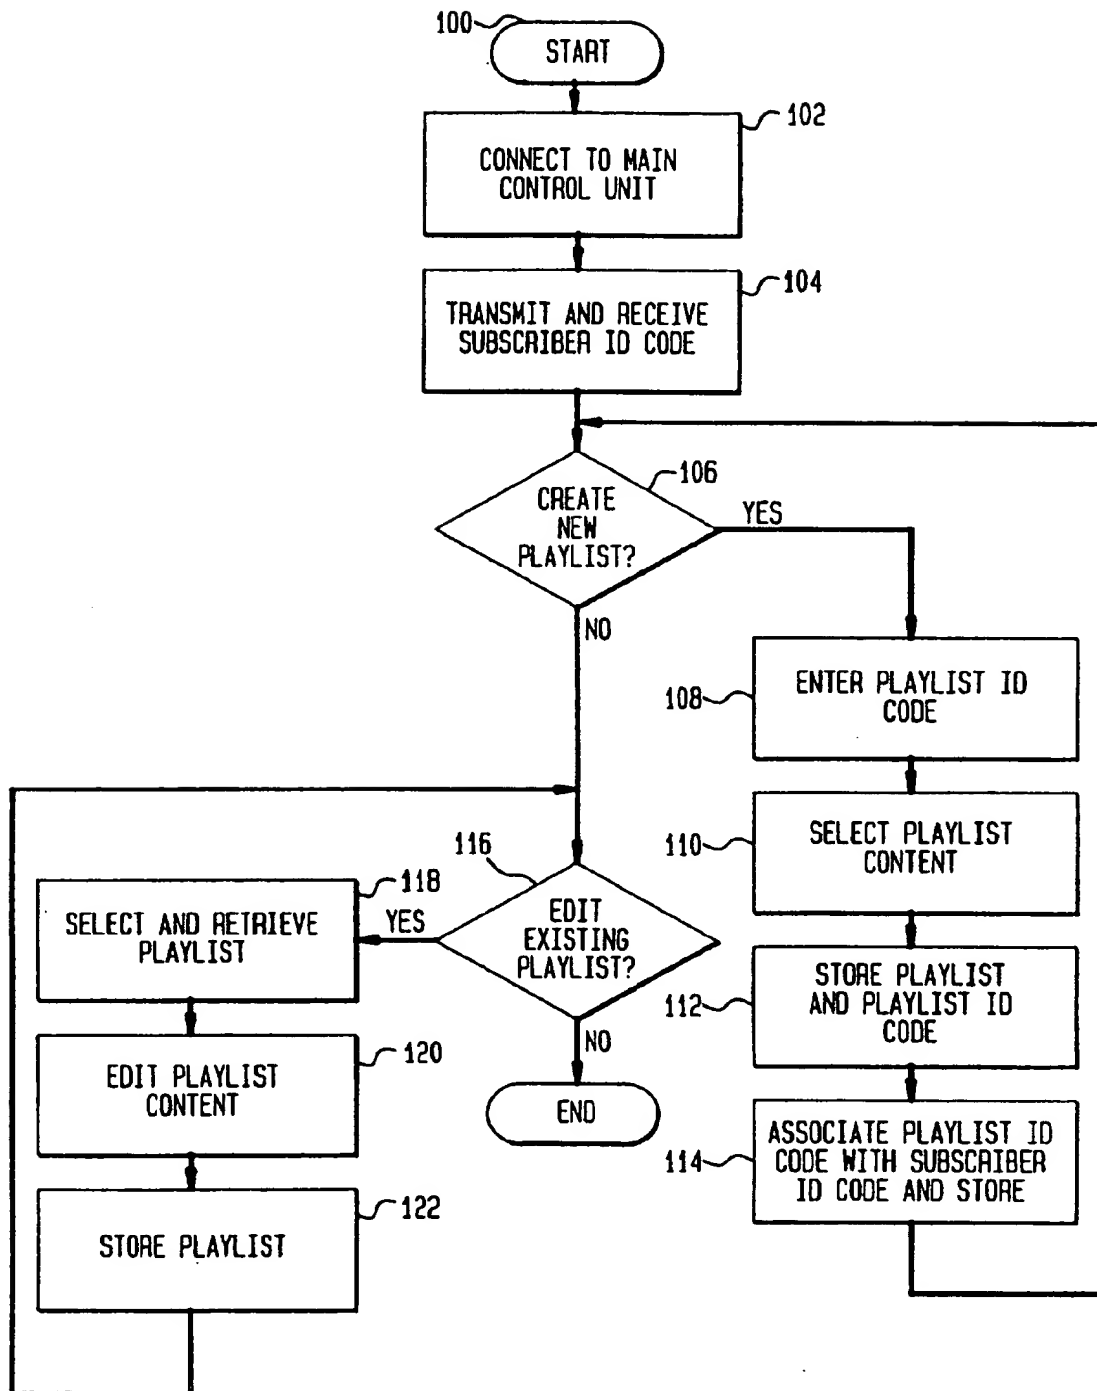 100
START
102
CONNECT TO MAIN
CONTROL UNIT
104
TRANSMIT AND RECEIVE
SUBSCRIBER ID CODE
106
CREATE
NEW
PLAYLIST?
YES
NO
108
ENTER PLAYLIST ID
CODE
110
SELECT PLAYLIST
CONTENT
112
STORE PLAYLIST
AND PLAYLIST ID
CODE
114
ASSOCIATE PLAYLIST ID
CODE WITH SUBSCRIBER
ID CODE AND STORE
116
EDIT
EXISTING
PLAYLIST?
YES
NO
END
118
SELECT AND RETRIEVE
PLAYLIST
120
EDIT PLAYLIST
CONTENT
122
STORE PLAYLIST